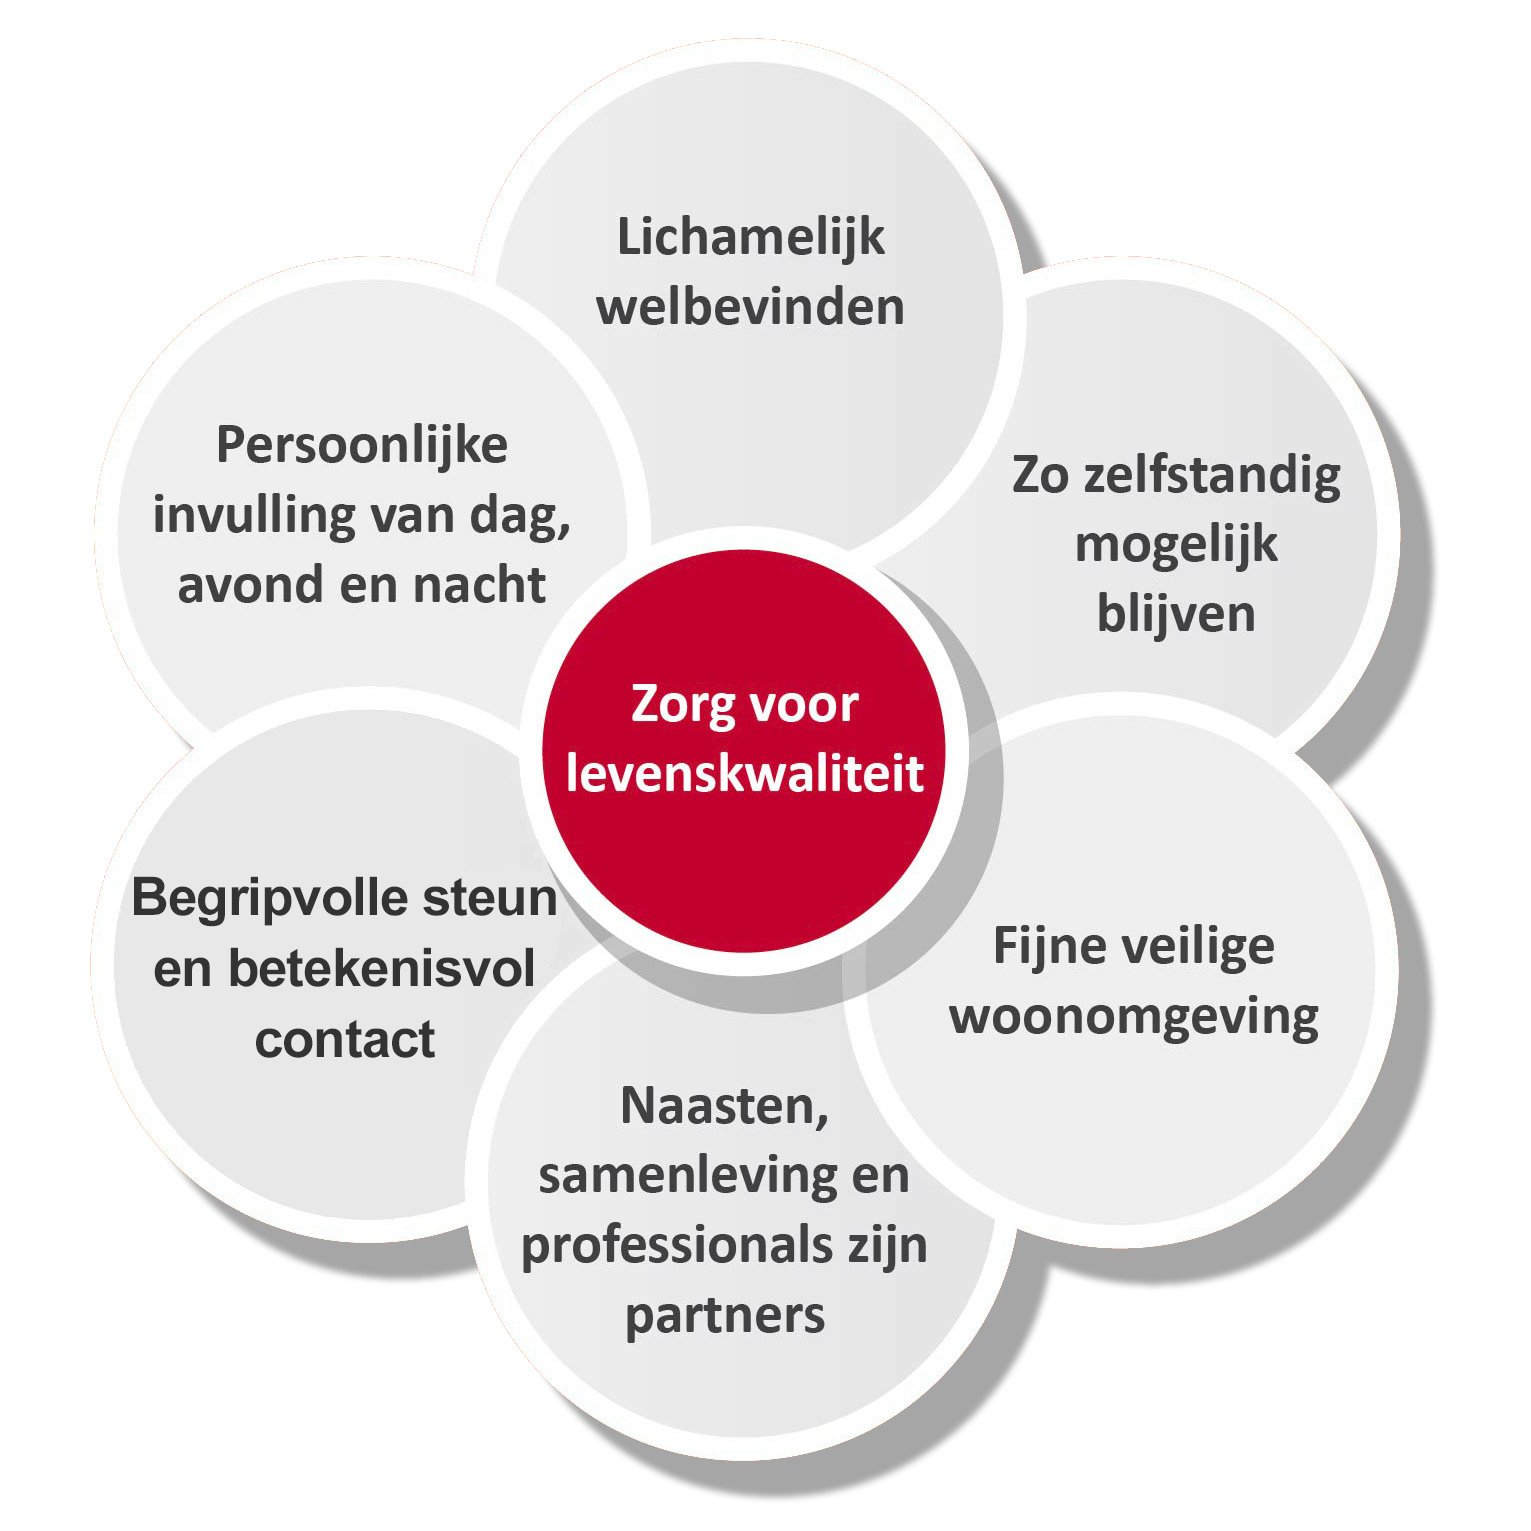 Lichamelijk
welbevinden
Zo zelfstandig
mogelijk
blijven
Fijne veilige
woonomgeving
Naasten,
samenleving en
professionals zijn
partners
Begripvolle steun
en betekenisvol
contact
Persoonlijke
invulling van dag,
avond en nacht
Zorg voor
levenskwaliteit